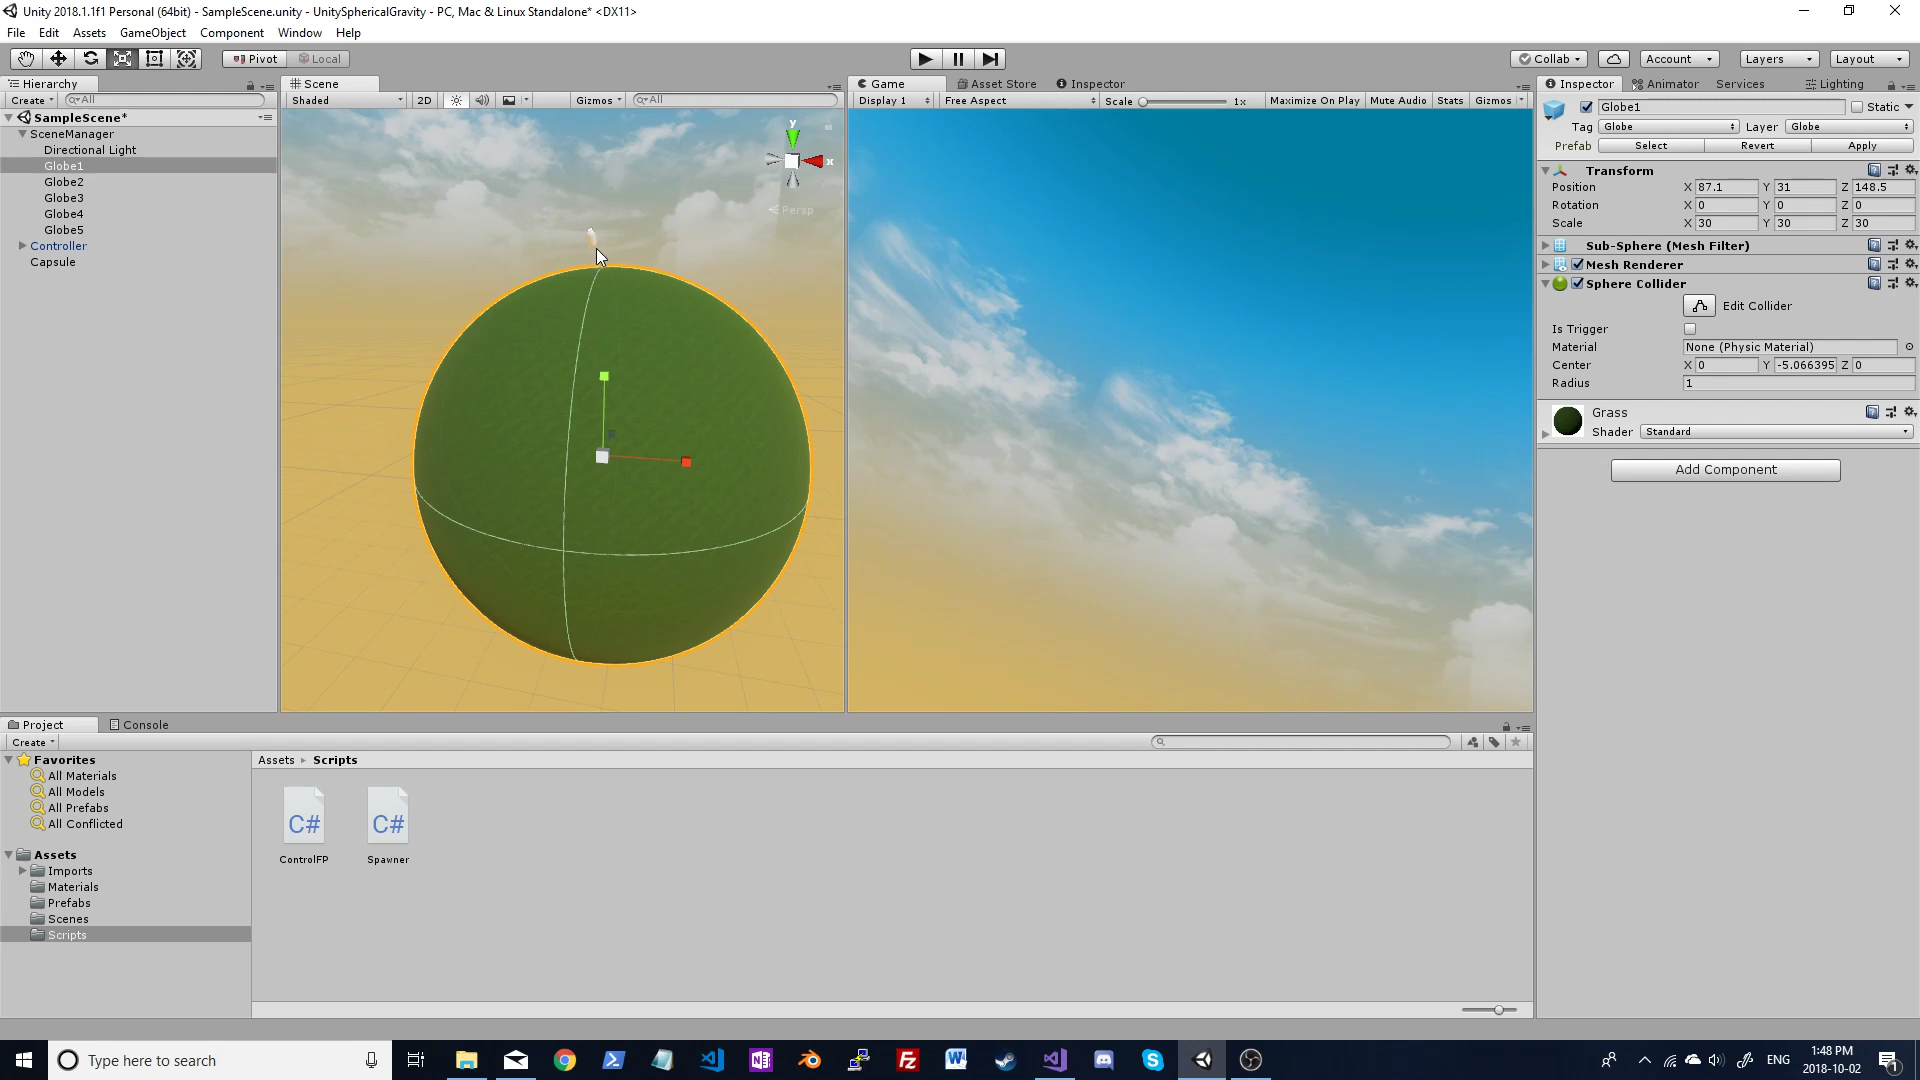 Unity 2018.1.1f1 Personal (64bit) - SampleScene.unity - UnitySphericalGravity - PC, Mac & Linux Standalone* <DX11>
File Edit Assets GameObject Component Window Help
Pivot Local
Collab Account Layers Layout
Hierarchy
Create All
SampleScene*
SceneManager
Directional Light
Globe1
Globe2
Globe3
Globe4
Globe5
Controller
Capsule
Scene
Shaded 2D Gizmos All
y
x
Persp
Game Asset Store Inspector
Display 1 Free Aspect Scale 1x Maximize On Play Mute Audio Stats Gizmos
Inspector Animator Services Lighting
Globe1 Static
Tag Globe Layer Globe
Prefab Select Revert Apply
Transform
Position X 87.1 Y 31 Z 148.5
Rotation X 0 Y 0 Z 0
Scale X 30 Y 30 Z 30
Sub-Sphere (Mesh Filter)
Mesh Renderer
Sphere Collider
Edit Collider
Is Trigger
Material None (Physic Material)
Center X 0 Y -5.066395 Z 0
Radius 1
Grass
Shader Standard
Add Component
Project Console
Create
Favorites
All Materials
All Models
All Prefabs
All Conflicted
Assets
Imports
Materials
Prefabs
Scenes
Scripts
Assets Scripts
C# C#
ControlFP Spawner
Type here to search
ENG
1:48 PM
2018-10-02
1